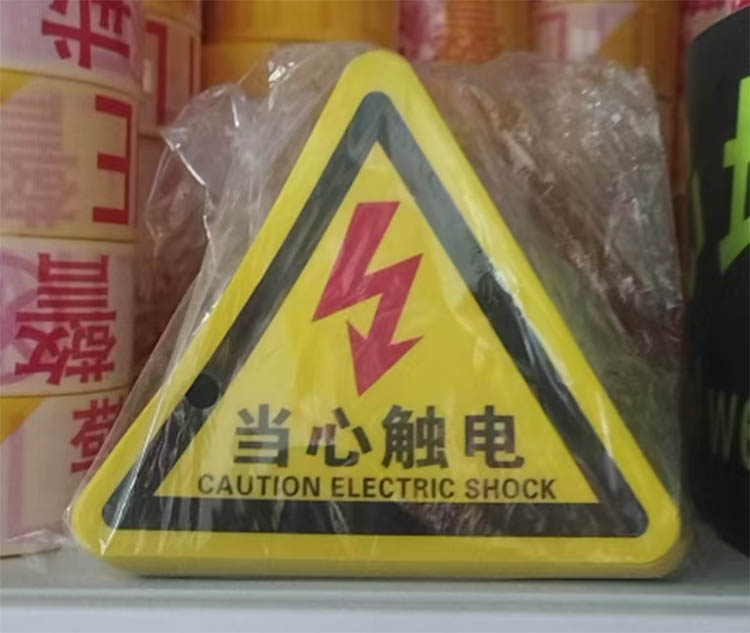 当心触电
CAUTION ELECTRIC SHOCK